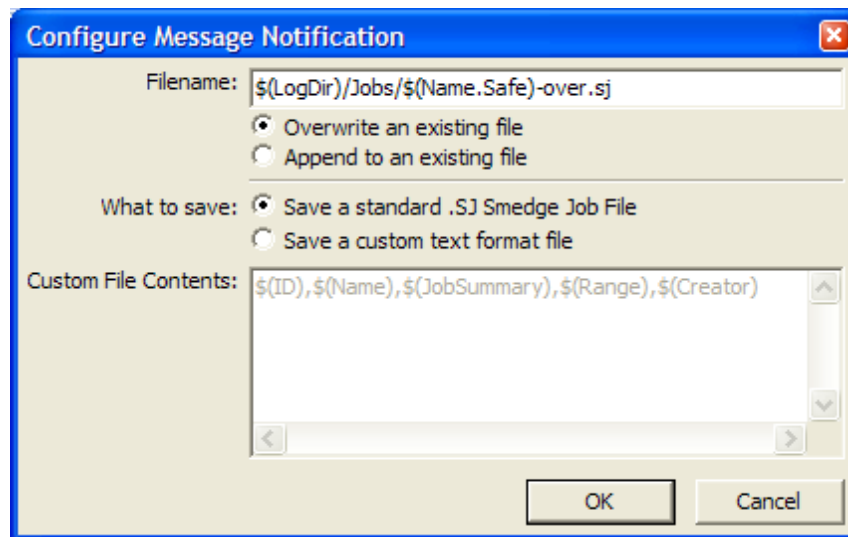 Configure Message Notification
Filename: $(LogDir)/Jobs/$(Name.Safe)-over.sj
Overwrite an existing file
Append to an existing file
What to save: Save a standard .SJ Smedge Job File
Save a custom text format file
Custom File Contents: $(ID),$(Name),$(JobSummary),$(Range),$(Creator)
OK Cancel